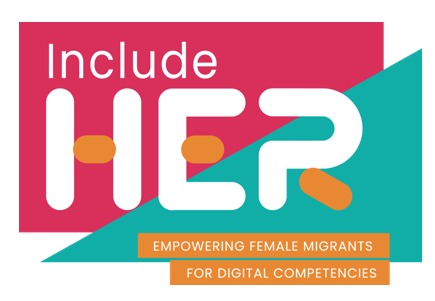 Include
HER
EMPOWERING FEMALE MIGRANTS
FOR DIGITAL COMPETENCIES